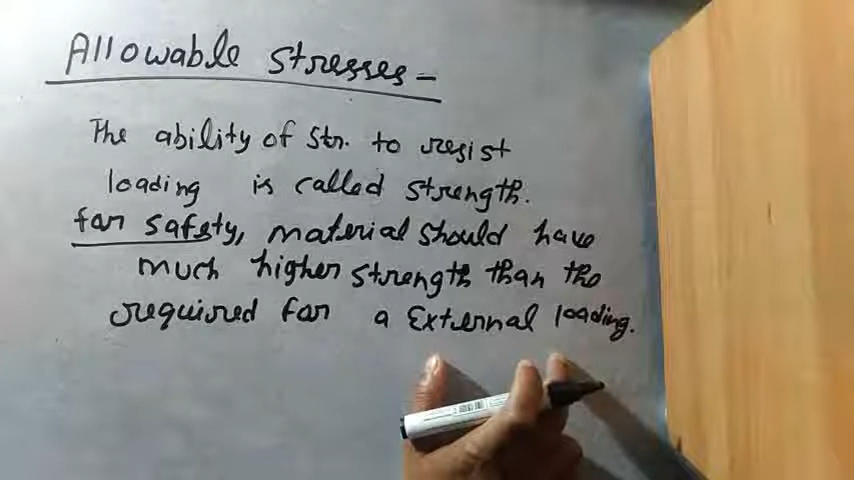 Allowable Stresses -
The ability of Str. to resist
loading is called strength.
for safety, material should have
much higher strength than the
required for a External loading.